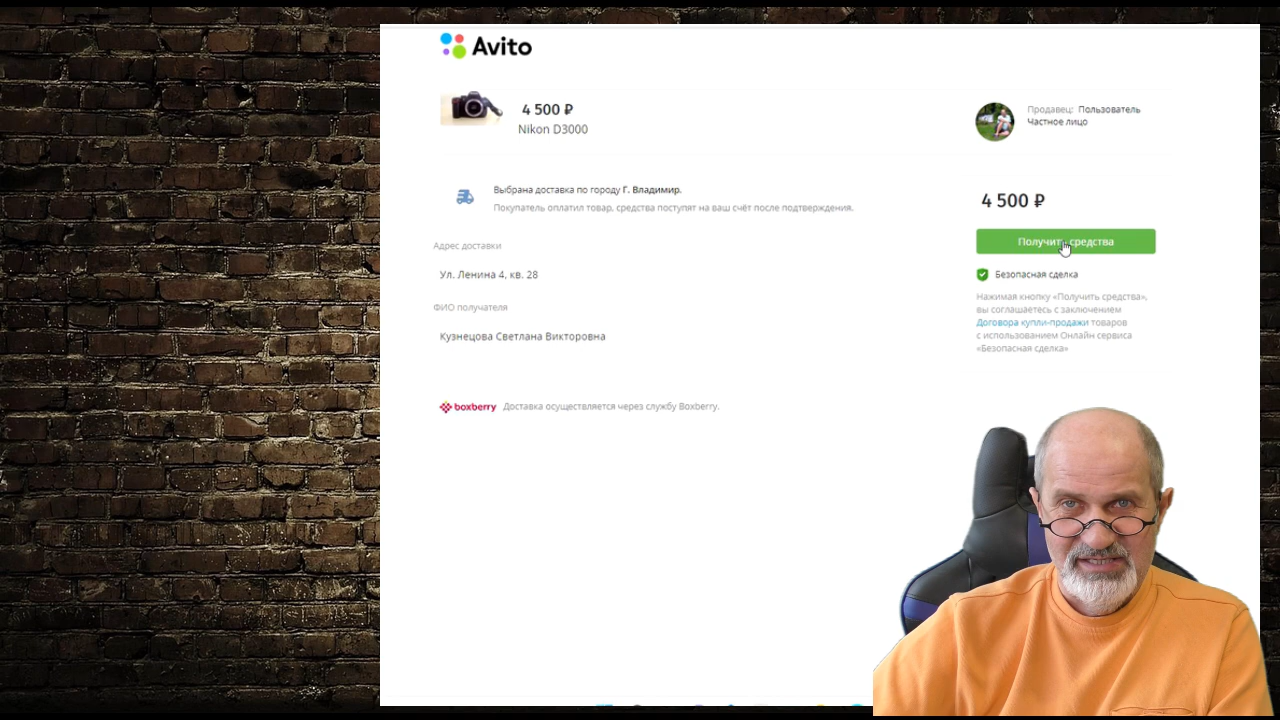 Avito
4 500 ₽
Nikon D3000
Продавец: Пользователь
Частное лицо
Выбрана доставка по городу Г. Владимир.
Покупатель оплатил товар, средства поступят на ваш счёт после подтверждения.
4 500 ₽
Получить средства
Адрес доставки
Ул. Ленина 4, кв. 28
Безопасная сделка
Нажимая кнопку «Получить средства»,
вы соглашаетесь с заключением
Договора купли-продажи товаров
с использованием Онлайн сервиса
«Безопасная сделка»
ФИО получателя
Кузнецова Светлана Викторовна
boxberry Доставка осуществляется через службу Boxberry.